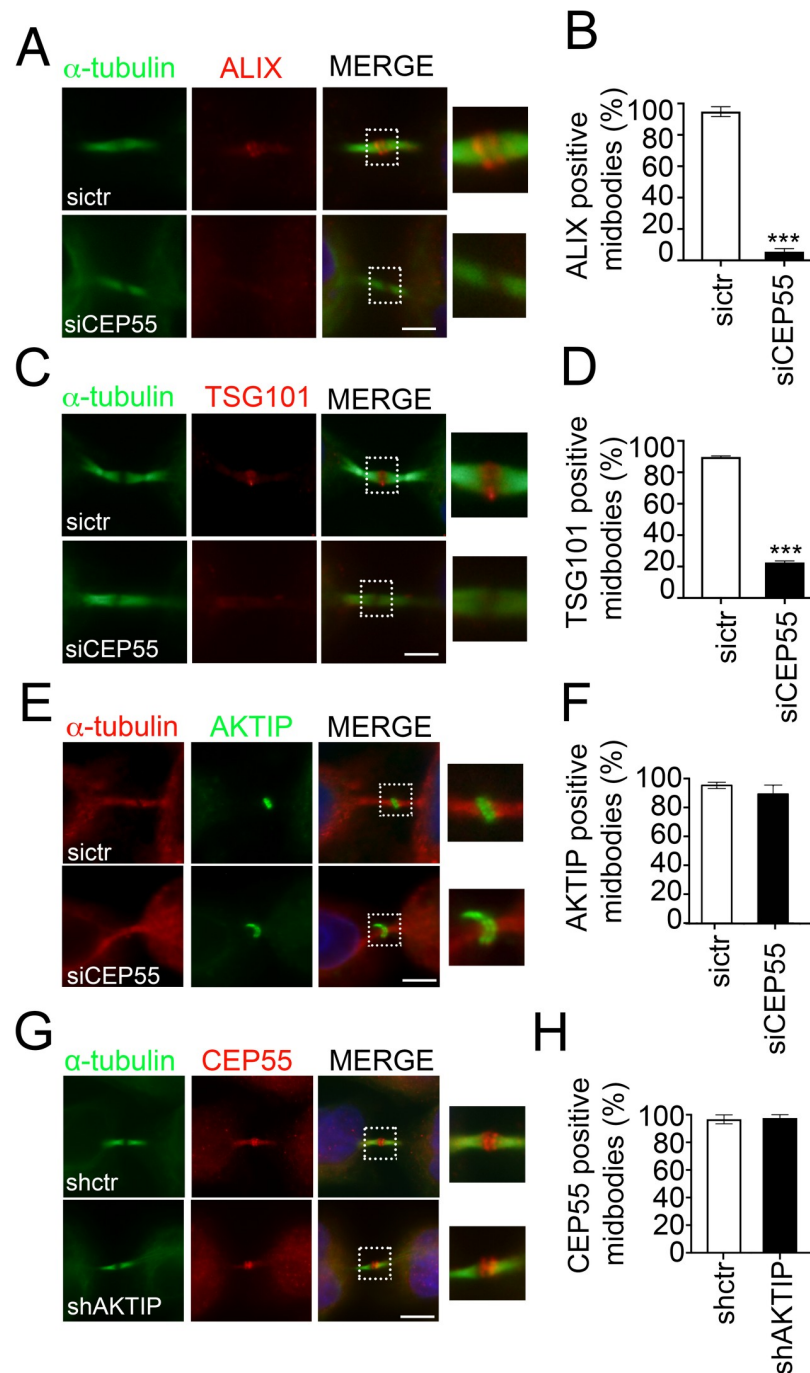 A
α-tubulin ALIX MERGE
sictr
siCEP55
B
ALIX positive
midbodies (%)
100
80
60
40
20
0
***
sictr
siCEP55
C
α-tubulin TSG101 MERGE
sictr
siCEP55
D
TSG101 positive
midbodies (%)
100
80
60
40
20
0
***
sictr
siCEP55
E
α-tubulin AKTIP MERGE
sictr
siCEP55
F
AKTIP positive
midbodies (%)
100
80
60
40
20
0
sictr
siCEP55
G
α-tubulin CEP55 MERGE
shctr
shAKTIP
H
CEP55 positive
midbodies (%)
100
80
60
40
20
0
shctr
shAKTIP